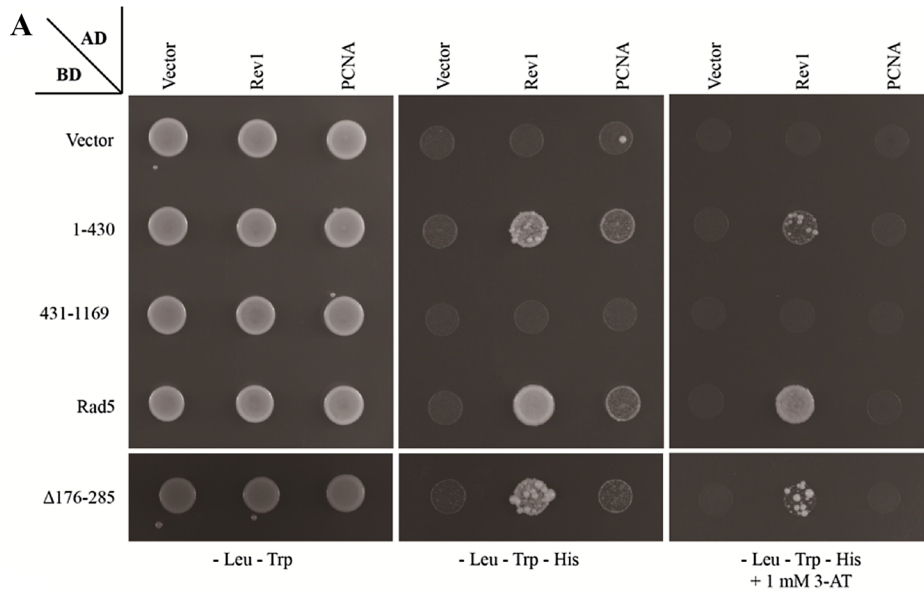 A
AD
BD
Vector Rev1 PCNA Vector Rev1 PCNA Vector Rev1 PCNA
Vector
1-430
431-1169
Rad5
Δ176-285
- Leu - Trp
- Leu - Trp - His
- Leu - Trp - His
+ 1 mM 3-AT